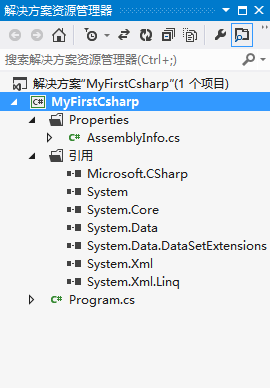 解决方案资源管理器
搜索解决方案资源管理器(Ctrl+;)
解决方案"MyFirstCsharp"(1 个项目)
C# MyFirstCsharp
Properties
C# AssemblyInfo.cs
引用
Microsoft.CSharp
System
System.Core
System.Data
System.Data.DataSetExtensions
System.Xml
System.Xml.Linq
C# Program.cs